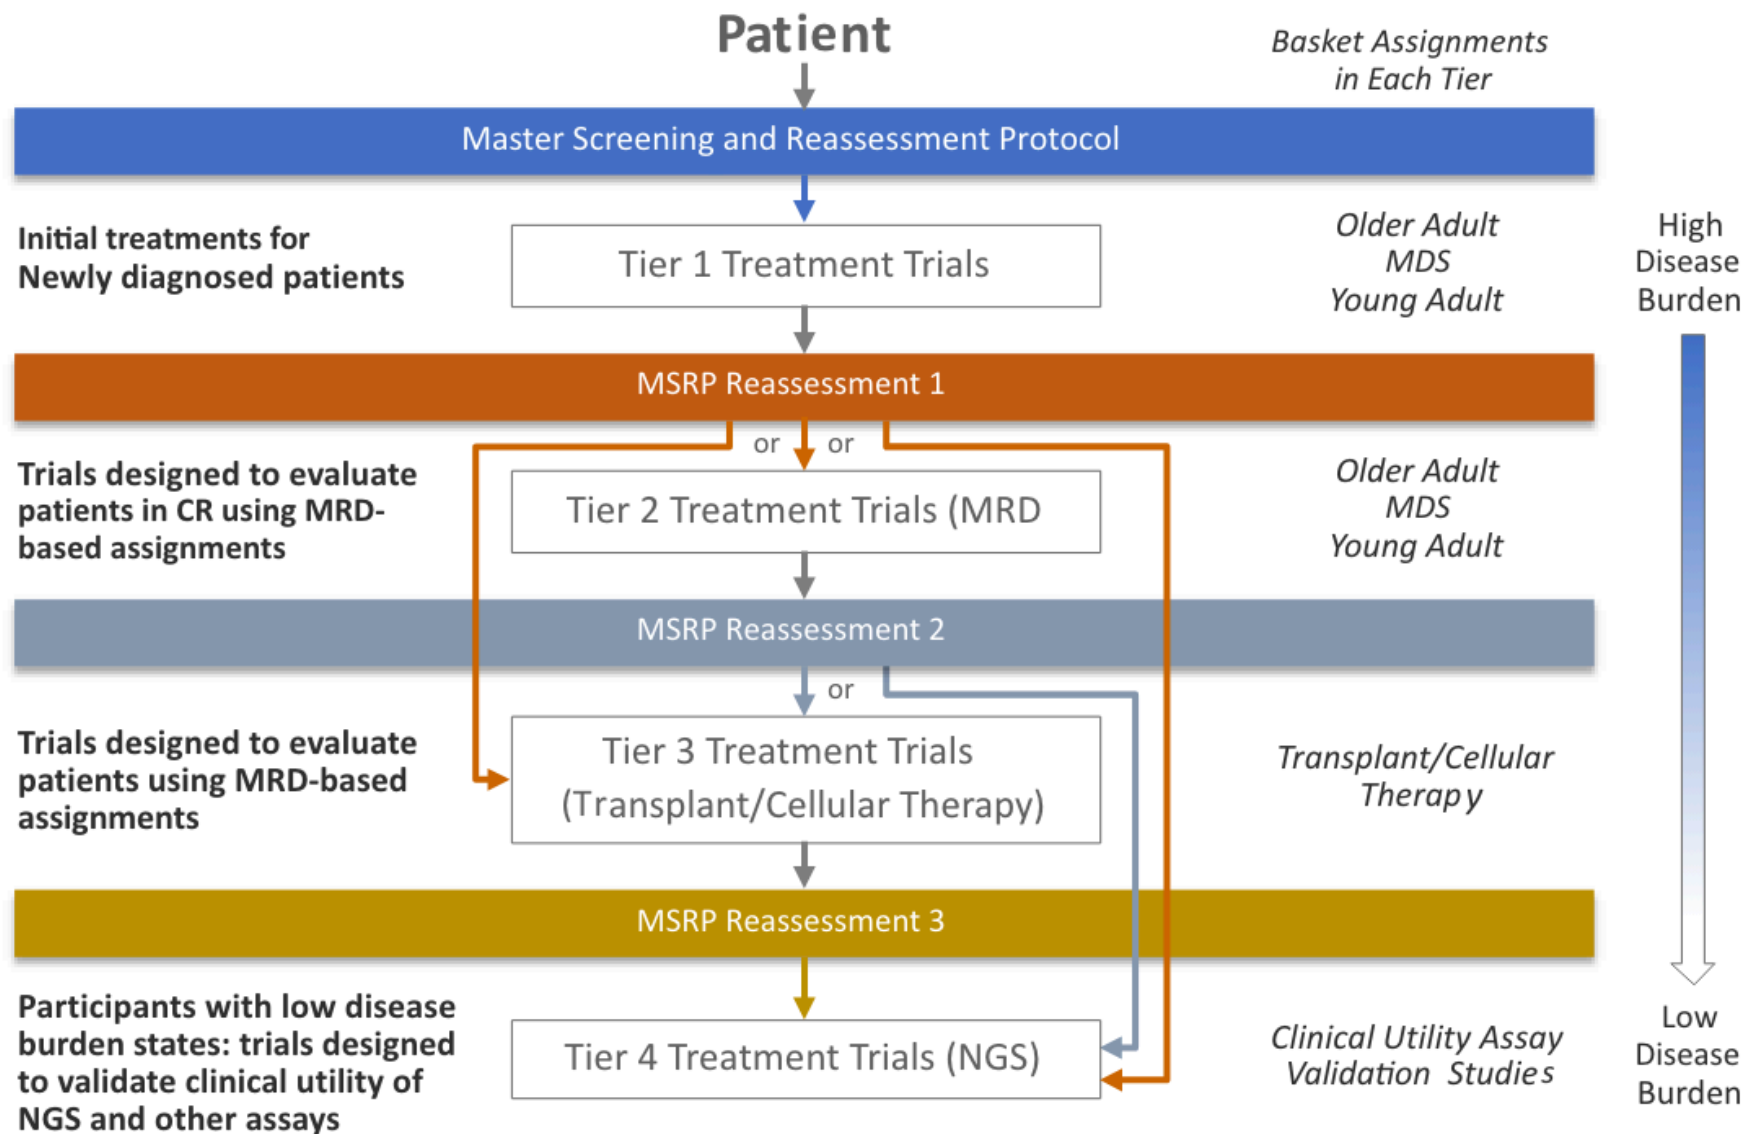 Patient
Basket Assignments
in Each Tier
Master Screening and Reassessment Protocol
Initial treatments for
Newly diagnosed patients
Tier 1 Treatment Trials
Older Adult
MDS
Young Adult
High
Disease
Burden
MSRP Reassessment 1
or
or
Trials designed to evaluate
patients in CR using MRD-
based assignments
Tier 2 Treatment Trials (MRD
Older Adult
MDS
Young Adult
MSRP Reassessment 2
or
Trials designed to evaluate
patients using MRD-based
assignments
Tier 3 Treatment Trials
(Transplant/Cellular Therapy)
Transplant/Cellular
Therapy
MSRP Reassessment 3
Participants with low disease
burden states: trials designed
to validate clinical utility of
NGS and other assays
Tier 4 Treatment Trials (NGS)
Clinical Utility Assay
Validation Studies
Low
Disease
Burden